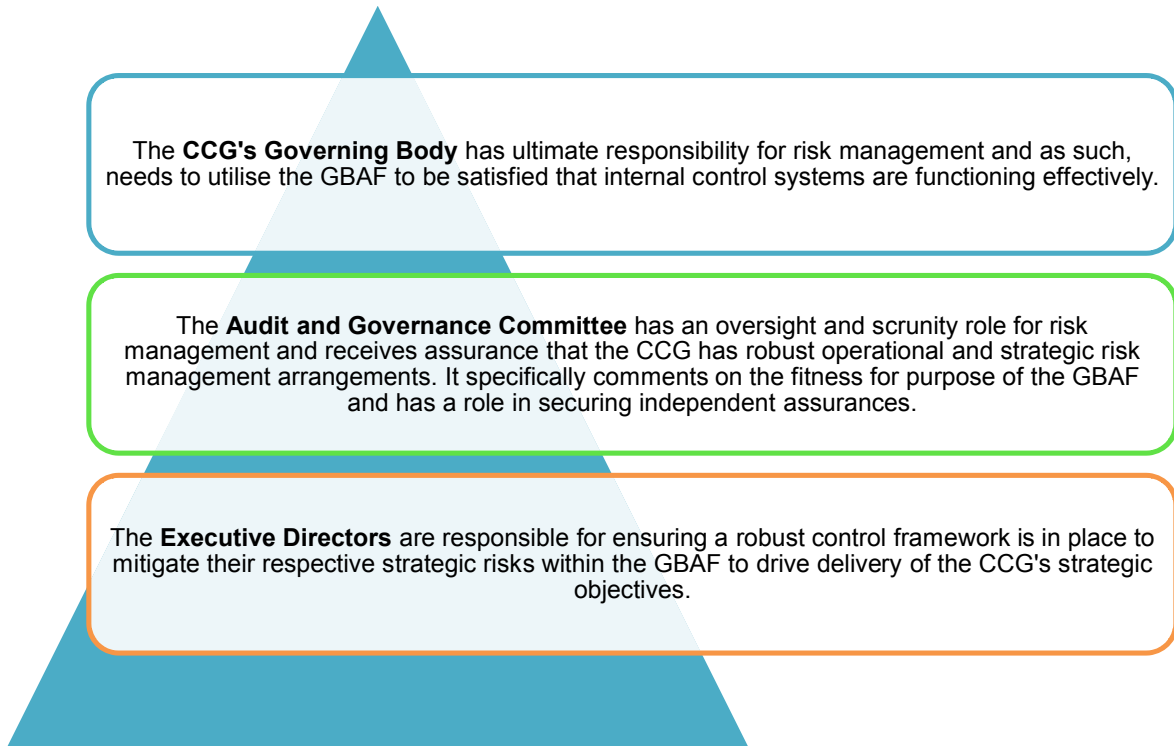 The CCG's Governing Body has ultimate responsibility for risk management and as such,
needs to utilise the GBAF to be satisfied that internal control systems are functioning effectively.
The Audit and Governance Committee has an oversight and scrunity role for risk
management and receives assurance that the CCG has robust operational and strategic risk
management arrangements. It specifically comments on the fitness for purpose of the GBAF
and has a role in securing independent assurances.
The Executive Directors are responsible for ensuring a robust control framework is in place to
mitigate their respective strategic risks within the GBAF to drive delivery of the CCG's strategic
objectives.